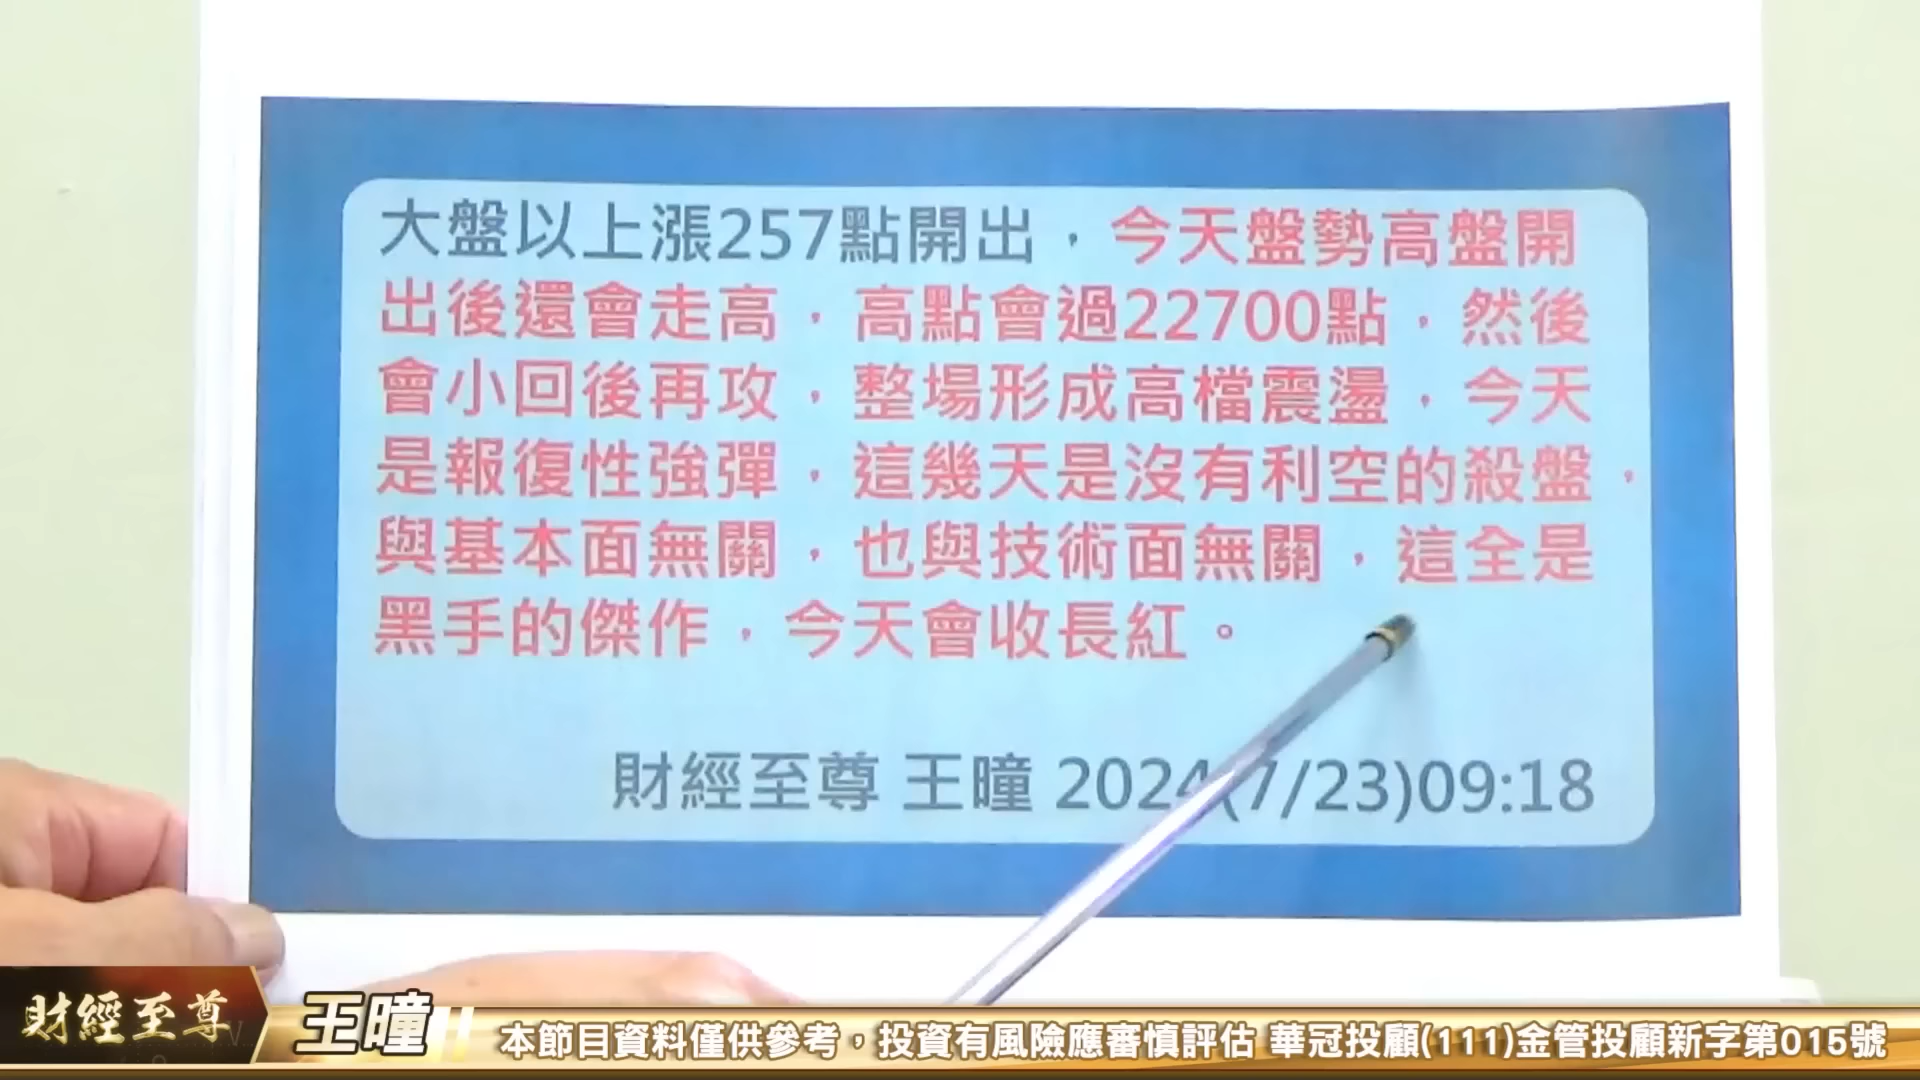 大盤以上漲257點開出，今天盤勢高盤開
出後還會走高，高點會過22700點，然後
會小回後再攻，整場形成高檔震盪，今天
是報復性強彈，這幾天是沒有利空的殺盤，
與基本面無關，也與技術面無關，這全是
黑手的傑作，今天會收長紅。
財經至尊 王曈 2024(7/23)09:18
財經至尊 王曈
本節目資料僅供參考，投資有風險應審慎評估 華冠投顧(111)金管投顧新字第015號